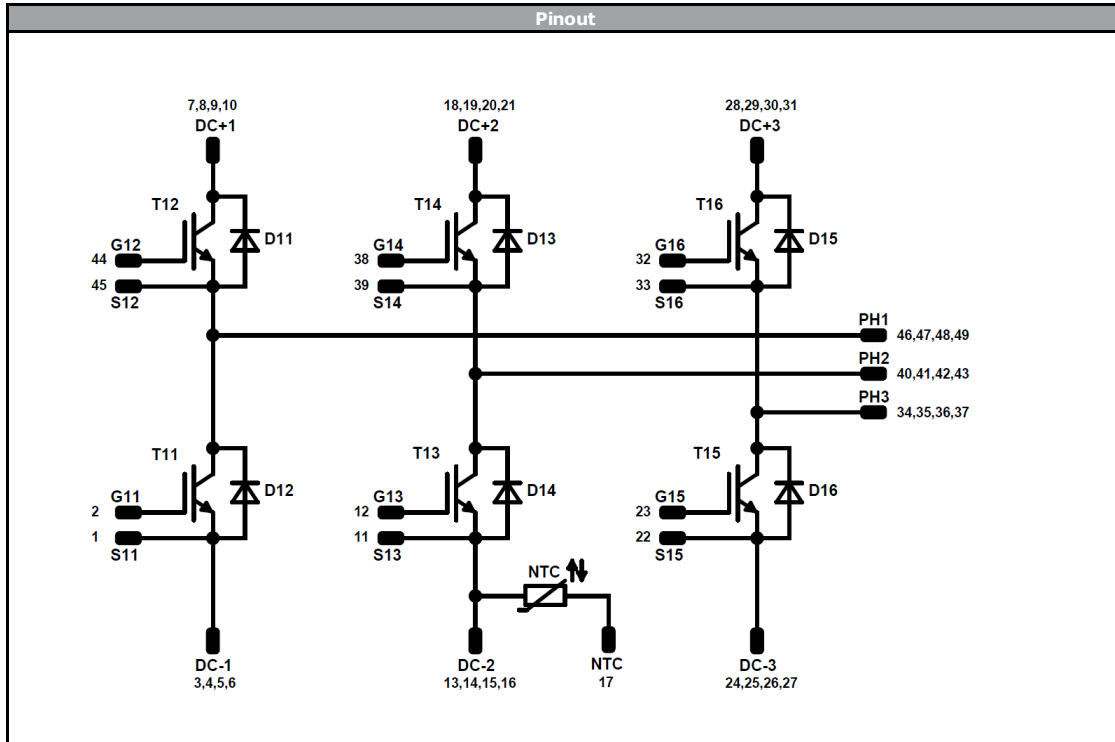 Pinout
7,8,9,10
DC+1
18,19,20,21
DC+2
28,29,30,31
DC+3
T12
D11
G12
44
45
S12
T14
D13
G14
38
39
S14
T16
D15
G16
32
33
S16
PH1
46,47,48,49
PH2
40,41,42,43
PH3
34,35,36,37
T11
D12
G11
2
1
S11
T13
D14
G13
12
11
S13
T15
D16
G15
23
22
S15
NTC
DC-1
3,4,5,6
DC-2
13,14,15,16
NTC
17
DC-3
24,25,26,27